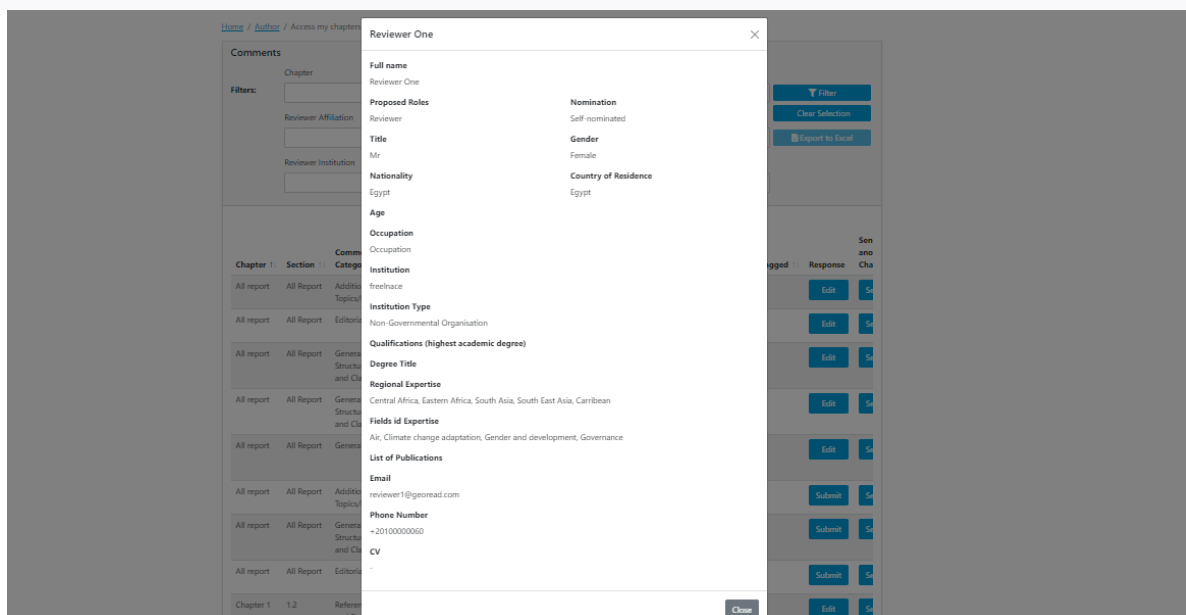 Home / Author / Access my chapters
Comments
Chapter
Filters:
Filter
Reviewer Affiliation
Clear Selection
Export to Excel
Reviewer Institution
Chapter Section
Response
All report All Report
Edit
All report All Report
Edit
All report All Report
Edit
All report All Report
Edit
All report All Report
Edit
All report All Report
Submit
All report All Report
Submit
All report All Report
Submit
Chapter 1 1.2
Edit
Reviewer One
Full name
Reviewer One
Proposed Roles Nomination
Reviewer Self-nominated
Title Gender
Mr Female
Nationality Country of Residence
Egypt Egypt
Age
Occupation
Occupation
Institution
freelnace
Institution Type
Non-Governmental Organisation
Qualifications (highest academic degree)
Degree Title
Regional Expertise
Central Africa, Eastern Africa, South Asia, South East Asia, Carribean
Fields id Expertise
Air, Climate change adaptation, Gender and development, Governance
List of Publications
Email
reviewer1@georead.com
Phone Number
+20100000060
CV
-
Close